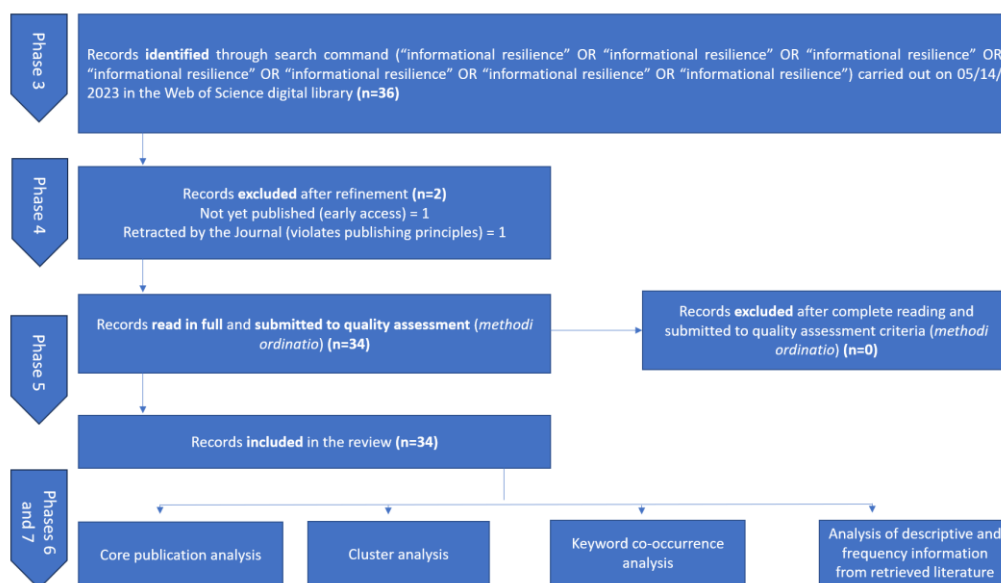 Phase 3
Records identified through search command (“informational resilience” OR “informational resilience” OR “informational resilience” OR
“informational resilience” OR “informational resilience” OR “informational resilience” OR “informational resilience”) carried out on 05/14/
2023 in the Web of Science digital library (n=36)
Phase 4
Records excluded after refinement (n=2)
Not yet published (early access) = 1
Retracted by the Journal (violates publishing principles) = 1
Phase 5
Records read in full and submitted to quality assessment (methodi
ordinatio) (n=34)
Records excluded after complete reading and
submitted to quality assessment criteria (methodi
ordinatio) (n=0)
Records included in the review (n=34)
Phases 6
and 7
Core publication analysis
Cluster analysis
Keyword co-occurrence
analysis
Analysis of descriptive and
frequency information
from retrieved literature